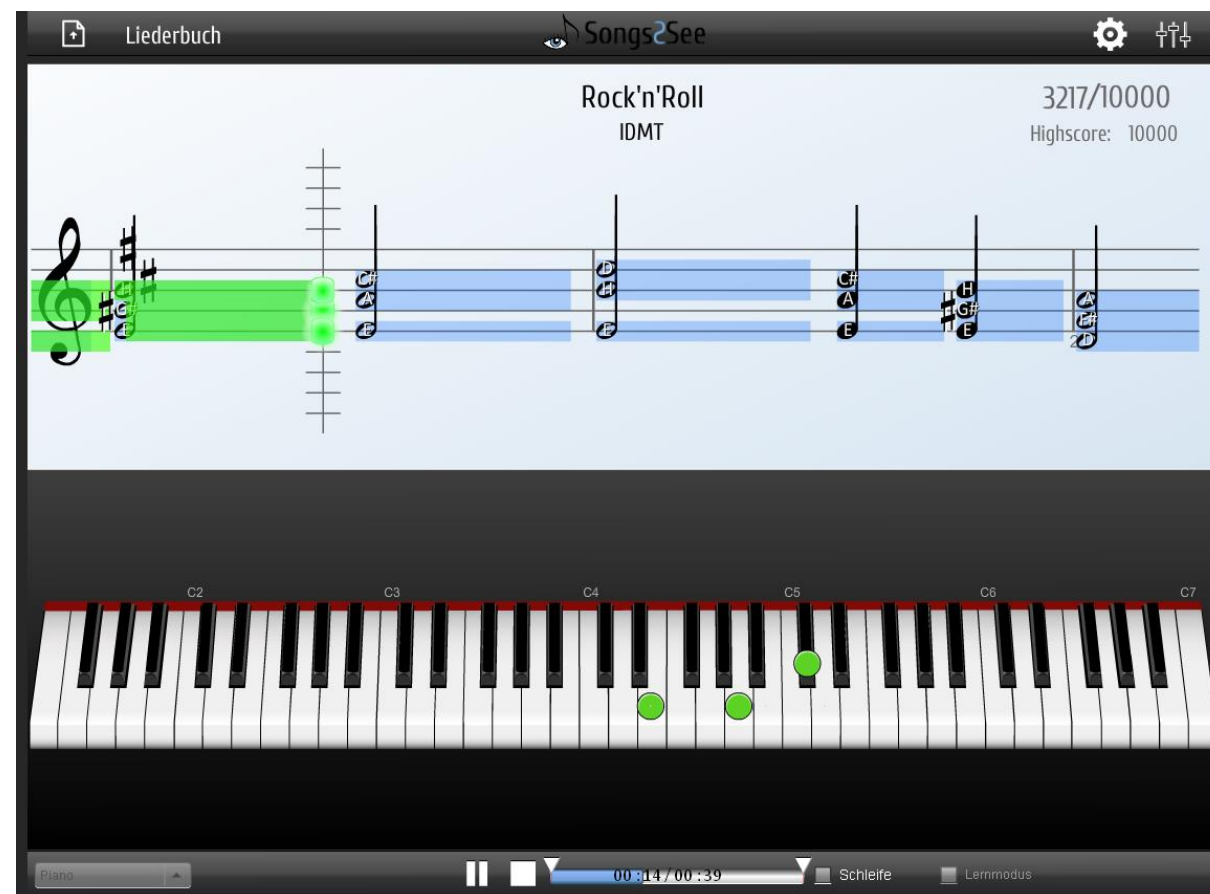 Liederbuch
Songs2See
Rock'n'Roll
IDMT
3217/10000
Highscore: 10000
H G# E
C# A E
D H E
C# A E
H G# E
A F# D
2
C2 C3 C4 C5 C6 C7
Piano
00:14/00:39
Schleife
Lernmodus